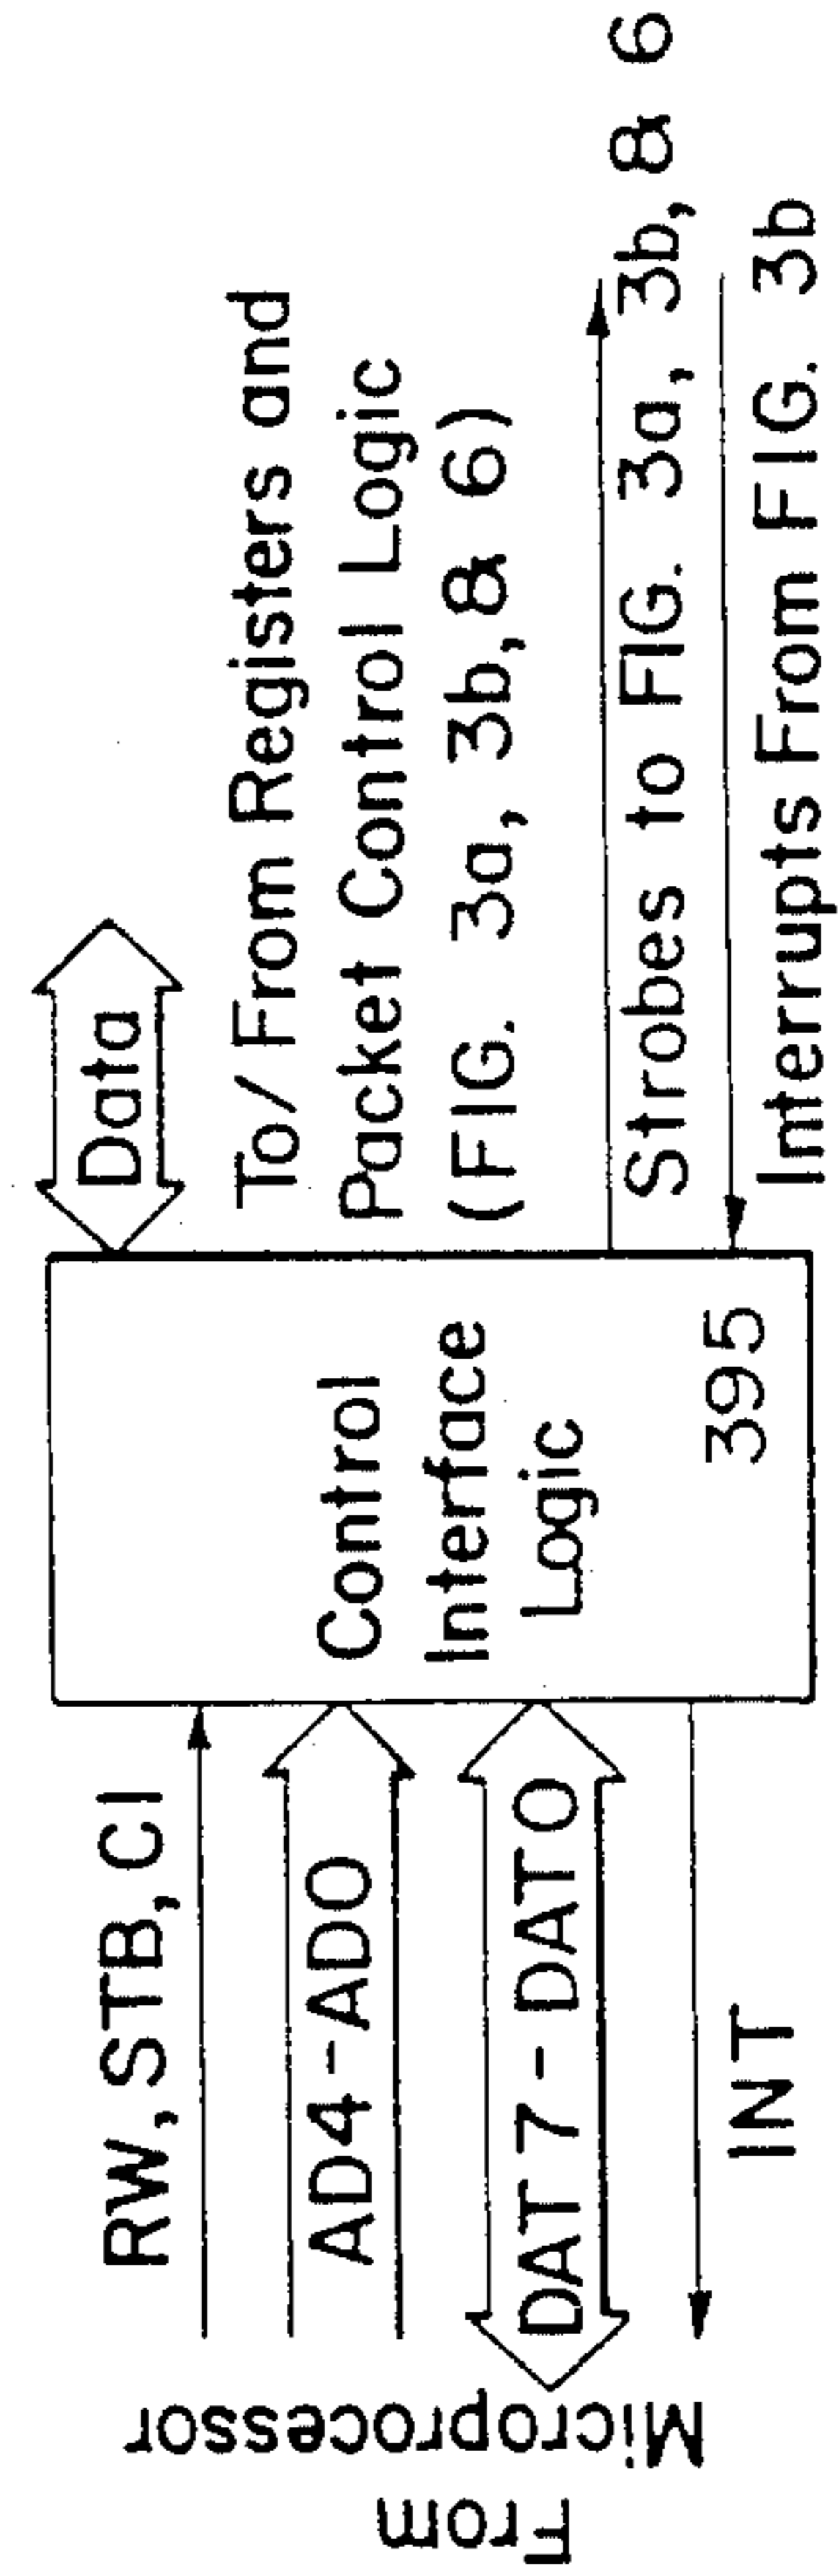 From
Microprocessor
RW, STB, CI
AD4-AD0
DAT 7 - DAT 0
INT
Control
Interface
Logic
395
Data
To/From Registers and
Packet Control Logic
(FIG. 3a, 3b, & 6)
Strobes to FIG. 3a, 3b, & 6
Interrupts From FIG. 3b